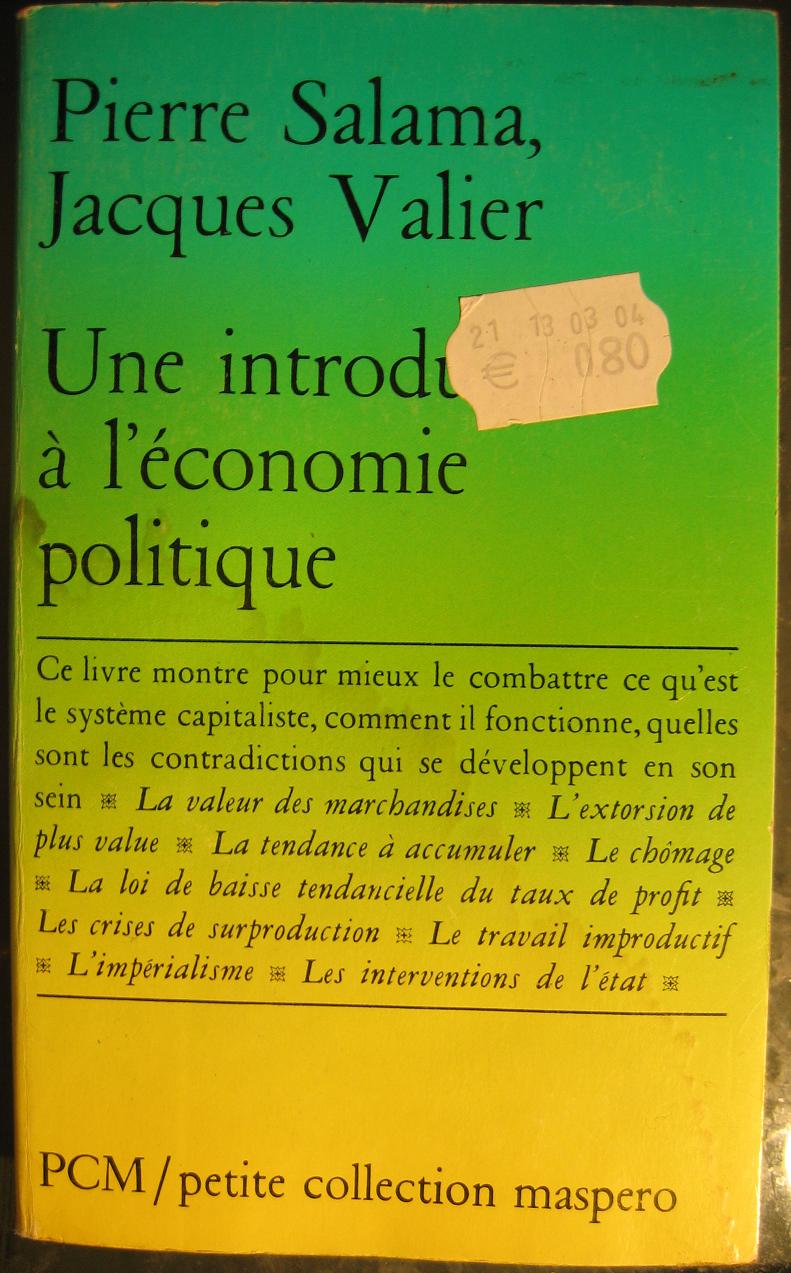 Pierre Salama,
Jacques Valier
Une introdu
21 13 03 04
€ 0.80
à l'économie
politique
Ce livre montre pour mieux le combattre ce qu'est
le système capitaliste, comment il fonctionne, quelles
sont les contradictions qui se développent en son
sein ※ La valeur des marchandises ※ L'extorsion de
plus value ※ La tendance à accumuler ※ Le chômage
※ La loi de baisse tendancielle du taux de profit ※
Les crises de surproduction ※ Le travail improductif
※ L'impérialisme ※ Les interventions de l'état ※
PCM/petite collection maspero